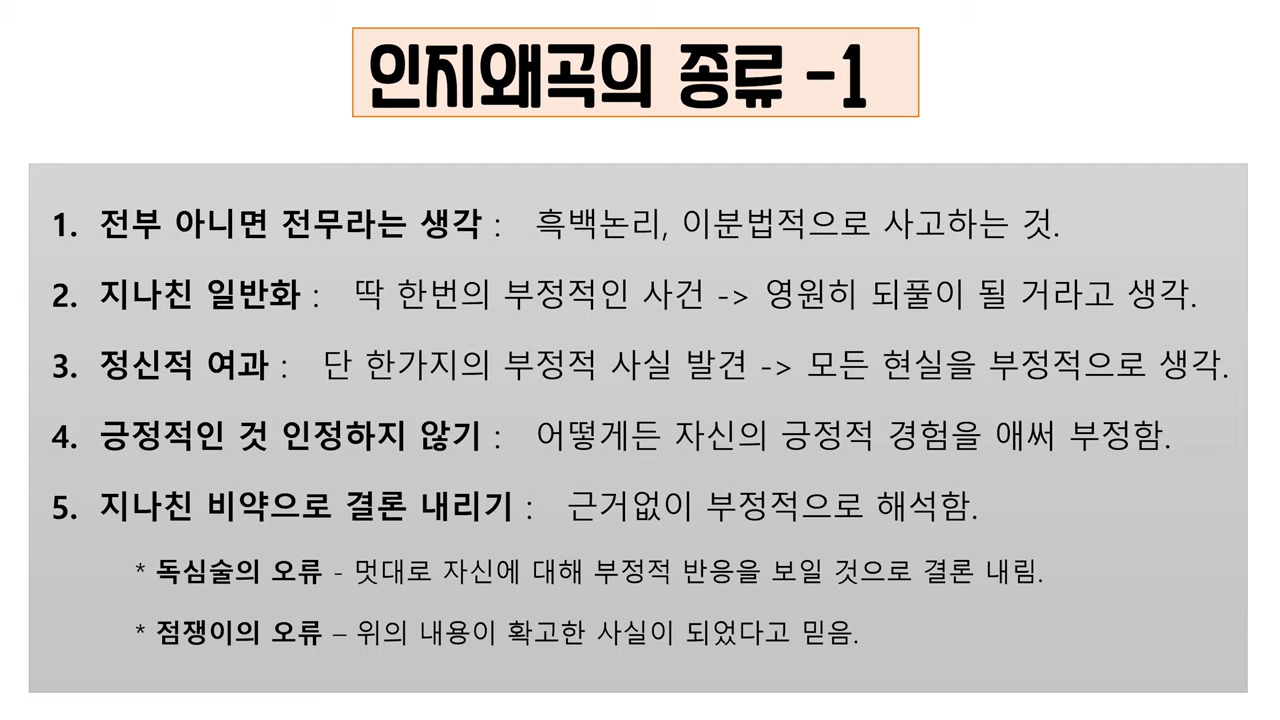 인지왜곡의 종류 -1
1. 전부 아니면 전무라는 생각 : 흑백논리, 이분법적으로 사고하는 것.
2. 지나친 일반화 : 딱 한번의 부정적인 사건 -> 영원히 되풀이 될 거라고 생각.
3. 정신적 여과 : 단 한가지의 부정적 사실 발견 -> 모든 현실을 부정적으로 생각.
4. 긍정적인 것 인정하지 않기 : 어떻게든 자신의 긍정적 경험을 애써 부정함.
5. 지나친 비약으로 결론 내리기 : 근거없이 부정적으로 해석함.
* 독심술의 오류 - 멋대로 자신에 대해 부정적 반응을 보일 것으로 결론 내림.
* 점쟁이의 오류 – 위의 내용이 확고한 사실이 되었다고 믿음.